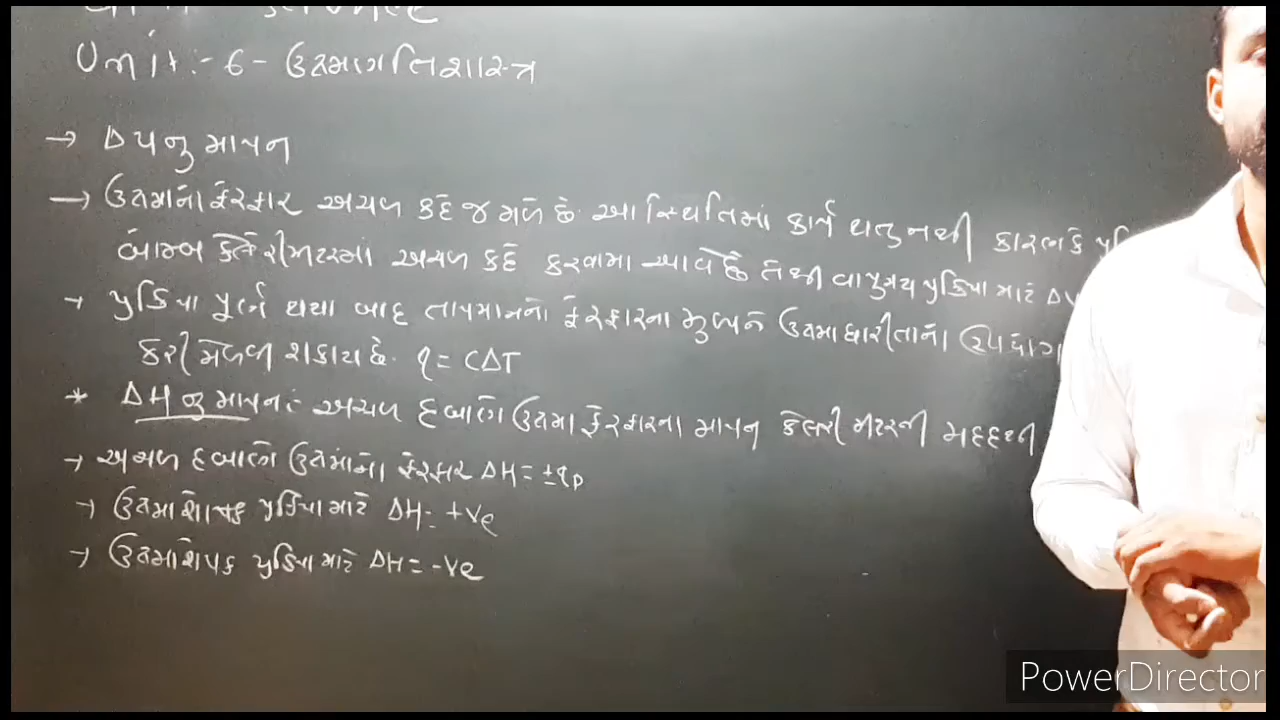 Unit:- 6 - ઉષ્માગતિશાસ્ત્ર
→ ΔU નુ માપન
→ ઉષ્માનો ફેરફાર અચળ કદે જ મળે છે. આ સ્થિતિમાં કાર્ય થતુ નથી કારણકે
બોમ્બ કેલેરીમીટરમાં અચળ કદે કરવામા આવે છે તેથી વાયુમય પ્રક્રિયા માટે ΔV
→ પ્રક્રિયા પૂર્ણ થયા બાદ તાપમાનનો ફેરફારના મુલ્યને ઉષ્માધારીતાનો ઉપયોગ
કરી મેળવી શકાય છે. q = CΔT
* ΔH નુ માપન: અચળ દબાણે ઉષ્મા ફેરફારના માપન કેલેરીમીટરની મદદથી
→ અચળ દબાણે ઉષ્માનો ફેરફાર ΔH = ±qp
→ ઉષ્માશોષક પ્રક્રિયા માટે ΔH = +ve
→ ઉષ્માક્ષેપક પ્રક્રિયા માટે ΔH = -ve
PowerDirector